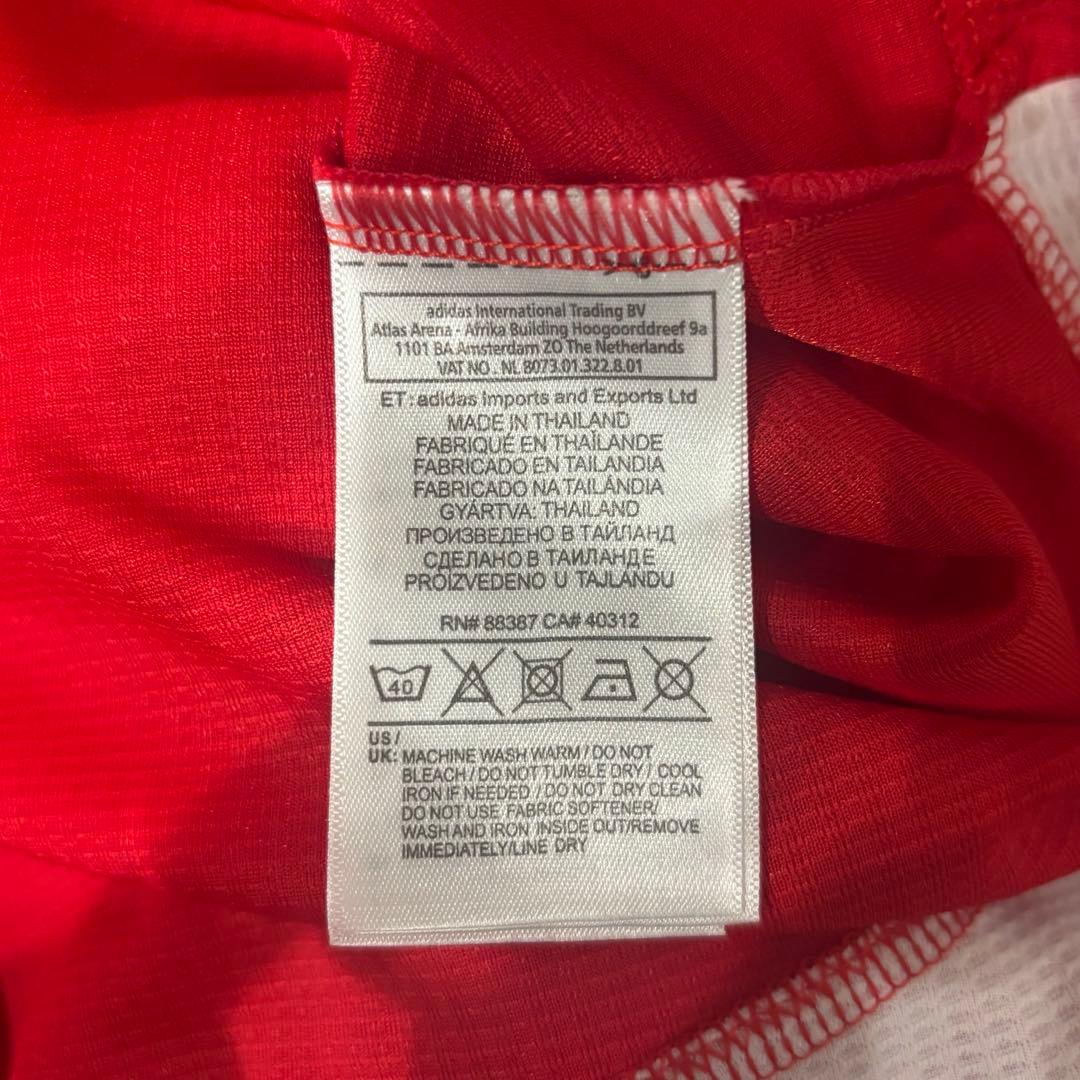 adidas International Trading BV
Atlas Arena - Afrika Building Hoogoorddreef 9a
1101 BA Amsterdam ZO The Netherlands
VAT NO . NL 8073.01.322.8.01
ET : adidas Imports and Exports Ltd
MADE IN THAILAND
FABRIQUÉ EN THAÏLANDE
FABRICADO EN TAILANDIA
FABRICADO NA TAILÂNDIA
GYÁRTVA: THAILAND
ПРОИЗВЕДЕНО В ТАЙЛАНД
СДЕЛАНО В ТАИЛАНДЕ
PROIZVEDENO U TAJLANDU
RN# 88387 CA# 40312
40
US /
UK: MACHINE WASH WARM / DO NOT
BLEACH / DO NOT TUMBLE DRY / COOL
IRON IF NEEDED / DO NOT DRY CLEAN
DO NOT USE FABRIC SOFTENER/
WASH AND IRON INSIDE OUT/REMOVE
IMMEDIATELY/LINE DRY